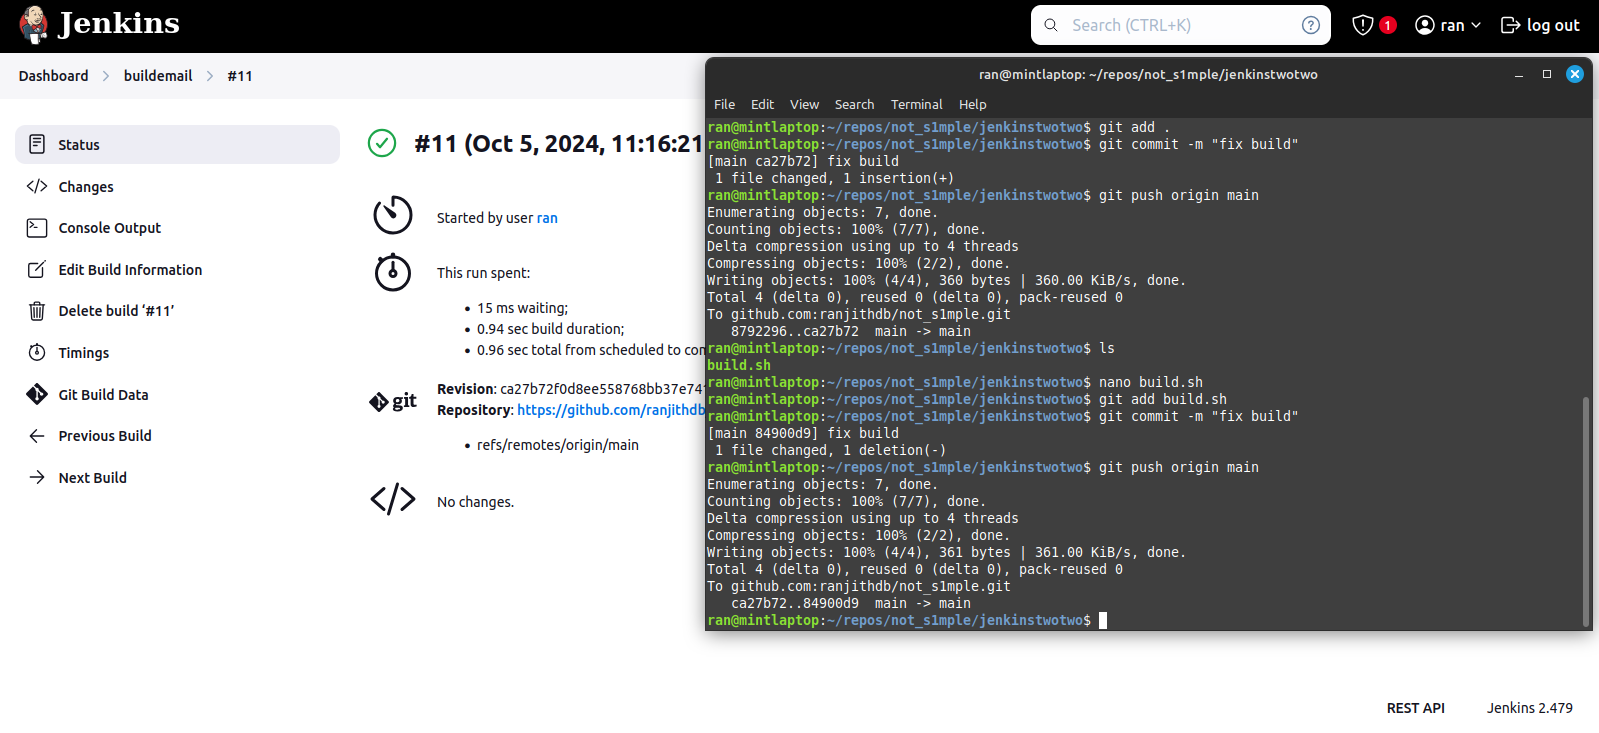 Jenkins
Search (CTRL+K)
?
1
ran
log out
Dashboard
buildemail
#11
Status
Changes
Console Output
Edit Build Information
Delete build ‘#11’
Timings
Git Build Data
Previous Build
Next Build
#11 (Oct 5, 2024, 11:16:21
Started by user ran
This run spent:
15 ms waiting;
0.94 sec build duration;
0.96 sec total from scheduled to con
git
Revision: ca27b72f0d8ee558768bb37e741
Repository: https://github.com/ranjithdb
refs/remotes/origin/main
No changes.
ran@mintlaptop: ~/repos/not_s1mple/jenkinstwotwo
File Edit View Search Terminal Help
ran@mintlaptop:~/repos/not_s1mple/jenkinstwotwo$ git add .
ran@mintlaptop:~/repos/not_s1mple/jenkinstwotwo$ git commit -m "fix build"
[main ca27b72] fix build
1 file changed, 1 insertion(+)
ran@mintlaptop:~/repos/not_s1mple/jenkinstwotwo$ git push origin main
Enumerating objects: 7, done.
Counting objects: 100% (7/7), done.
Delta compression using up to 4 threads
Compressing objects: 100% (2/2), done.
Writing objects: 100% (4/4), 360 bytes | 360.00 KiB/s, done.
Total 4 (delta 0), reused 0 (delta 0), pack-reused 0
To github.com:ranjithdb/not_s1mple.git
8792296..ca27b72 main -> main
ran@mintlaptop:~/repos/not_s1mple/jenkinstwotwo$ ls
build.sh
ran@mintlaptop:~/repos/not_s1mple/jenkinstwotwo$ nano build.sh
ran@mintlaptop:~/repos/not_s1mple/jenkinstwotwo$ git add build.sh
ran@mintlaptop:~/repos/not_s1mple/jenkinstwotwo$ git commit -m "fix build"
[main 84900d9] fix build
1 file changed, 1 deletion(-)
ran@mintlaptop:~/repos/not_s1mple/jenkinstwotwo$ git push origin main
Enumerating objects: 7, done.
Counting objects: 100% (7/7), done.
Delta compression using up to 4 threads
Compressing objects: 100% (2/2), done.
Writing objects: 100% (4/4), 361 bytes | 361.00 KiB/s, done.
Total 4 (delta 0), reused 0 (delta 0), pack-reused 0
To github.com:ranjithdb/not_s1mple.git
ca27b72..84900d9 main -> main
ran@mintlaptop:~/repos/not_s1mple/jenkinstwotwo$
REST API
Jenkins 2.479